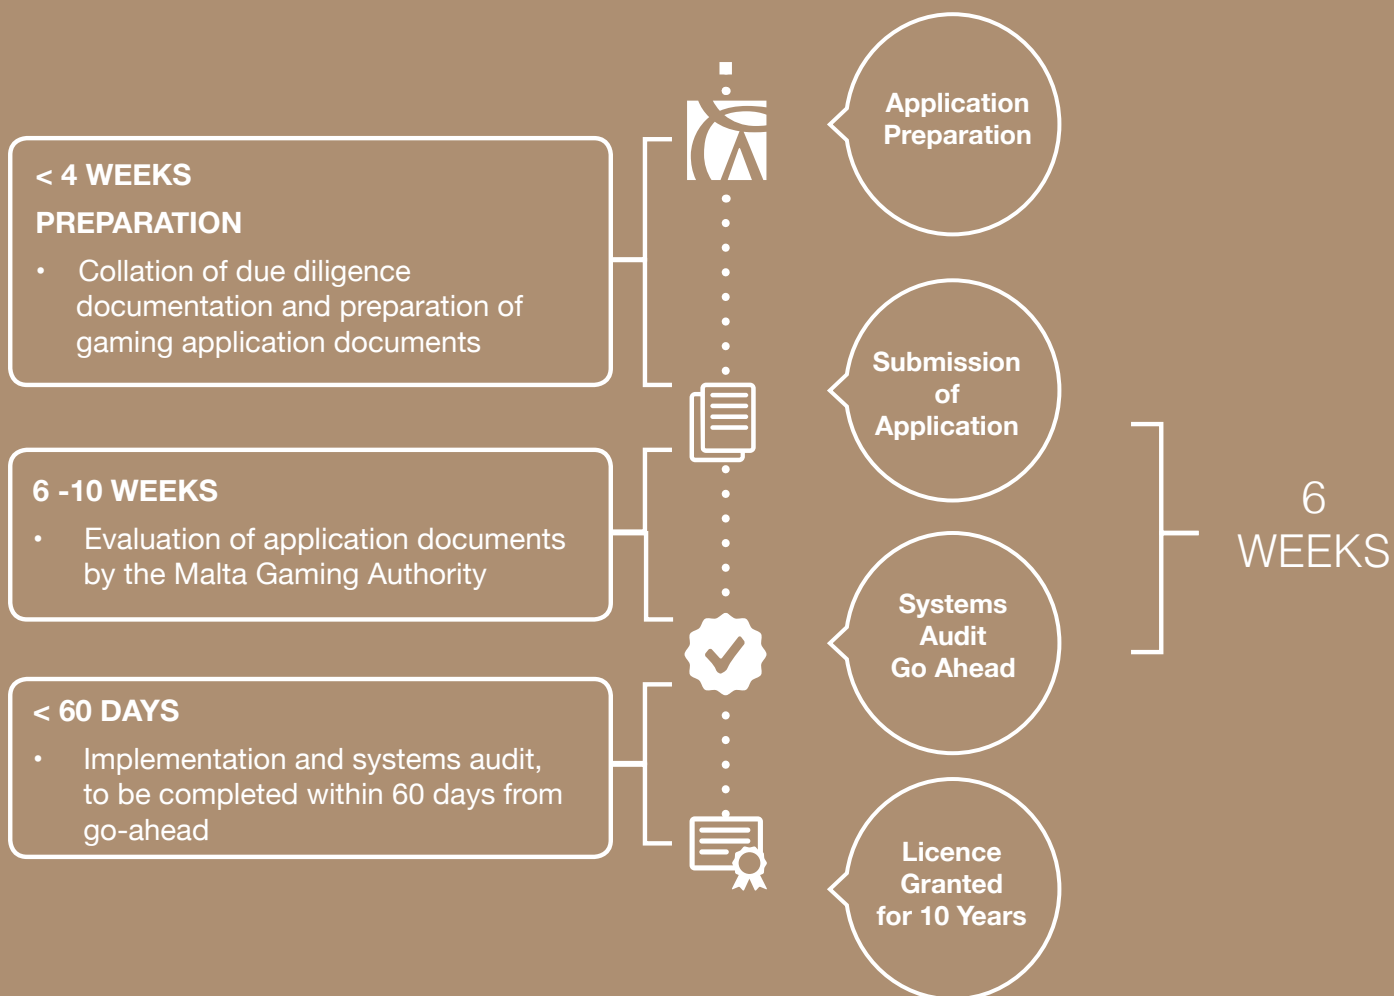 Application
Preparation
< 4 WEEKS
PREPARATION
• Collation of due diligence
documentation and preparation of
gaming application documents
Submission
of
Application
6 -10 WEEKS
• Evaluation of application documents
by the Malta Gaming Authority
6
WEEKS
Systems
Audit
Go Ahead
< 60 DAYS
• Implementation and systems audit,
to be completed within 60 days from
go-ahead
Licence
Granted
for 10 Years